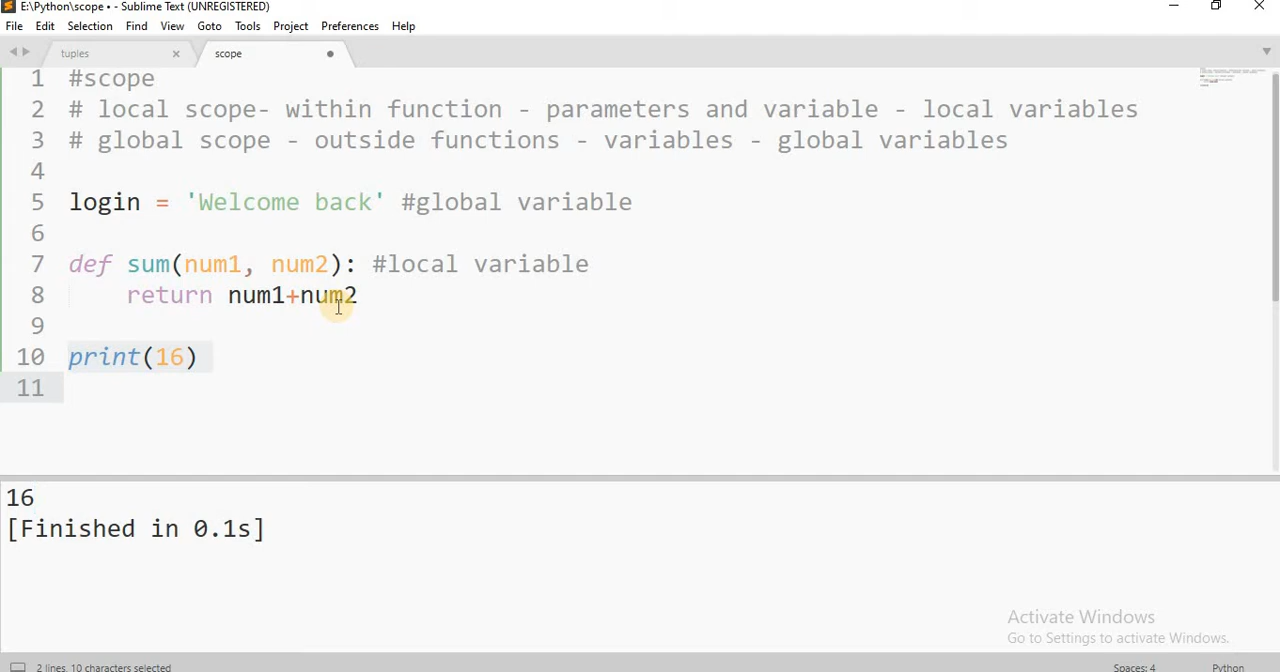 E:\Python\scope • - Sublime Text (UNREGISTERED)
File Edit Selection Find View Goto Tools Project Preferences Help
tuples scope
1 #scope
2 # local scope- within function - parameters and variable - local variables
3 # global scope - outside functions - variables - global variables
4
5 login = 'Welcome back' #global variable
6
7 def sum(num1, num2): #local variable
8 return num1+num2
9
10 print(16)
11
16
[Finished in 0.1s]
Activate Windows
Go to Settings to activate Windows.
2 lines, 10 characters selected Spaces: 4 Python